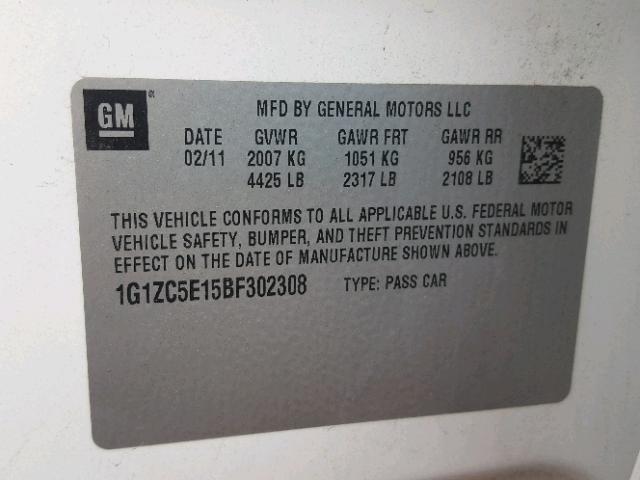 GM
MFD BY GENERAL MOTORS LLC
DATE GVWR GAWR FRT GAWR RR
02/11 2007 KG 1051 KG 956 KG
4425 LB 2317 LB 2108 LB
THIS VEHICLE CONFORMS TO ALL APPLICABLE U.S. FEDERAL MOTOR
VEHICLE SAFETY, BUMPER, AND THEFT PREVENTION STANDARDS IN
EFFECT ON THE DATE OF MANUFACTURE SHOWN ABOVE.
1G1ZC5E15BF302308 TYPE: PASS CAR